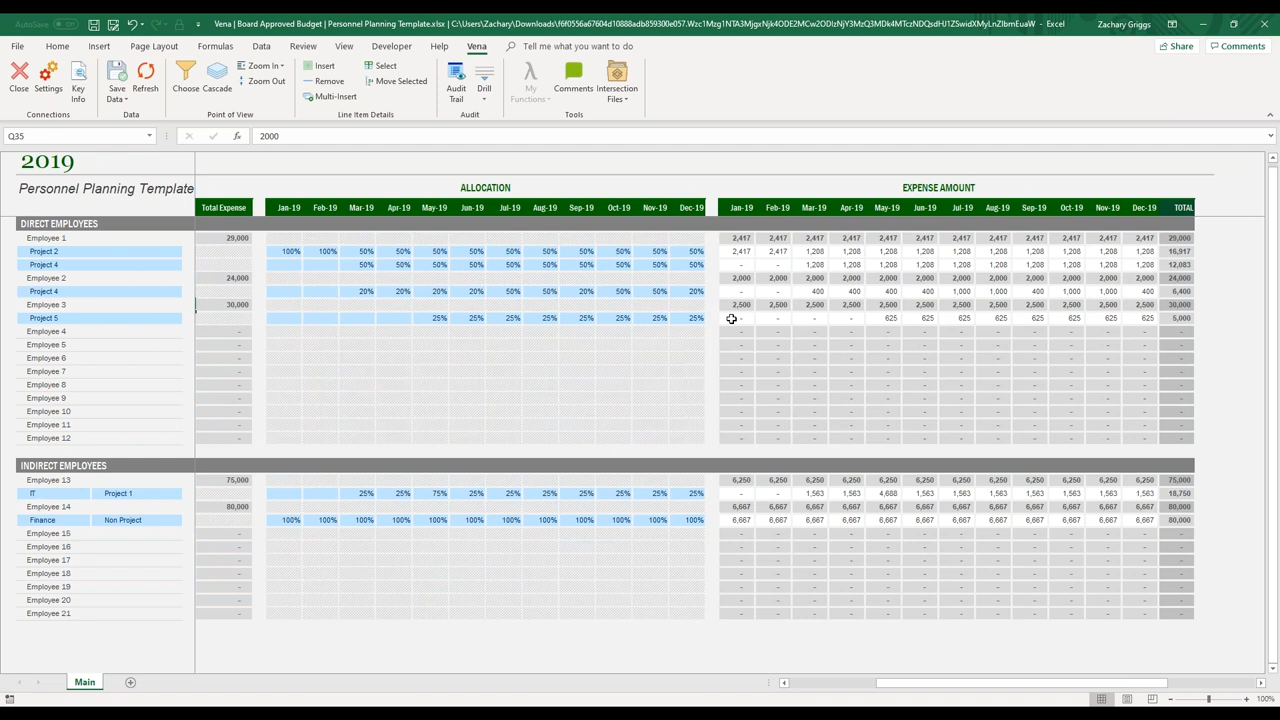 AutoSave Off Vena | Board Approved Budget | Personnel Planning Template.xlsx | C:\Users\Zachary\Downloads\ - Excel Zachary Griggs
File Home Insert Page Layout Formulas Data Review View Developer Help Vena Tell me what you want to do Share Comments
Close Settings Key Info Save Data Refresh Choose Cascade Zoom In Zoom Out Insert Remove Multi-Insert Select Move Selected Audit Trail Drill My Functions Comments Intersection Files
Connections Data Point of View Line Item Details Audit Tools
Q35 fx 2000
2019
Personnel Planning Template ALLOCATION EXPENSE AMOUNT
Total Expense Jan-19 Feb-19 Mar-19 Apr-19 May-19 Jun-19 Jul-19 Aug-19 Sep-19 Oct-19 Nov-19 Dec-19 Jan-19 Feb-19 Mar-19 Apr-19 May-19 Jun-19 Jul-19 Aug-19 Sep-19 Oct-19 Nov-19 Dec-19 TOTAL
DIRECT EMPLOYEES
Employee 1 29,000 2,417 2,417 2,417 2,417 2,417 2,417 2,417 2,417 2,417 2,417 2,417 2,417 29,000
Project 2 100% 100% 50% 50% 50% 50% 50% 50% 50% 50% 50% 50% 2,417 2,417 1,208 1,208 1,208 1,208 1,208 1,208 1,208 1,208 1,208 1,208 16,917
Project 4 50% 50% 50% 50% 50% 50% 50% 50% 50% 50% - - 1,208 1,208 1,208 1,208 1,208 1,208 1,208 1,208 1,208 1,208 12,083
Employee 2 24,000 2,000 2,000 2,000 2,000 2,000 2,000 2,000 2,000 2,000 2,000 2,000 2,000 24,000
Project 4 20% 20% 20% 20% 50% 50% 20% 50% 50% 20% - - 400 400 400 400 1,000 1,000 400 1,000 1,000 400 6,400
Employee 3 30,000 2,500 2,500 2,500 2,500 2,500 2,500 2,500 2,500 2,500 2,500 2,500 2,500 30,000
Project 5 25% 25% 25% 25% 25% 25% 25% 25% - - - - 625 625 625 625 625 625 625 625 5,000
Employee 4 - - - - - - - - - - - - - -
Employee 5 - - - - - - - - - - - - - -
Employee 6 - - - - - - - - - - - - - -
Employee 7 - - - - - - - - - - - - - -
Employee 8 - - - - - - - - - - - - - -
Employee 9 - - - - - - - - - - - - - -
Employee 10 - - - - - - - - - - - - - -
Employee 11 - - - - - - - - - - - - - -
Employee 12 - - - - - - - - - - - - - -
INDIRECT EMPLOYEES
Employee 13 75,000 6,250 6,250 6,250 6,250 6,250 6,250 6,250 6,250 6,250 6,250 6,250 6,250 75,000
IT Project 1 25% 25% 75% 25% 25% 25% 25% 25% 25% 25% - - 1,563 1,563 4,688 1,563 1,563 1,563 1,563 1,563 1,563 1,563 18,750
Employee 14 80,000 6,667 6,667 6,667 6,667 6,667 6,667 6,667 6,667 6,667 6,667 6,667 6,667 80,000
Finance Non Project 100% 100% 100% 100% 100% 100% 100% 100% 100% 100% 100% 100% 6,667 6,667 6,667 6,667 6,667 6,667 6,667 6,667 6,667 6,667 6,667 6,667 80,000
Employee 15 - - - - - - - - - - - - - -
Employee 16 - - - - - - - - - - - - - -
Employee 17 - - - - - - - - - - - - - -
Employee 18 - - - - - - - - - - - - - -
Employee 19 - - - - - - - - - - - - - -
Employee 20 - - - - - - - - - - - - - -
Employee 21 - - - - - - - - - - - - - -
Main
100%